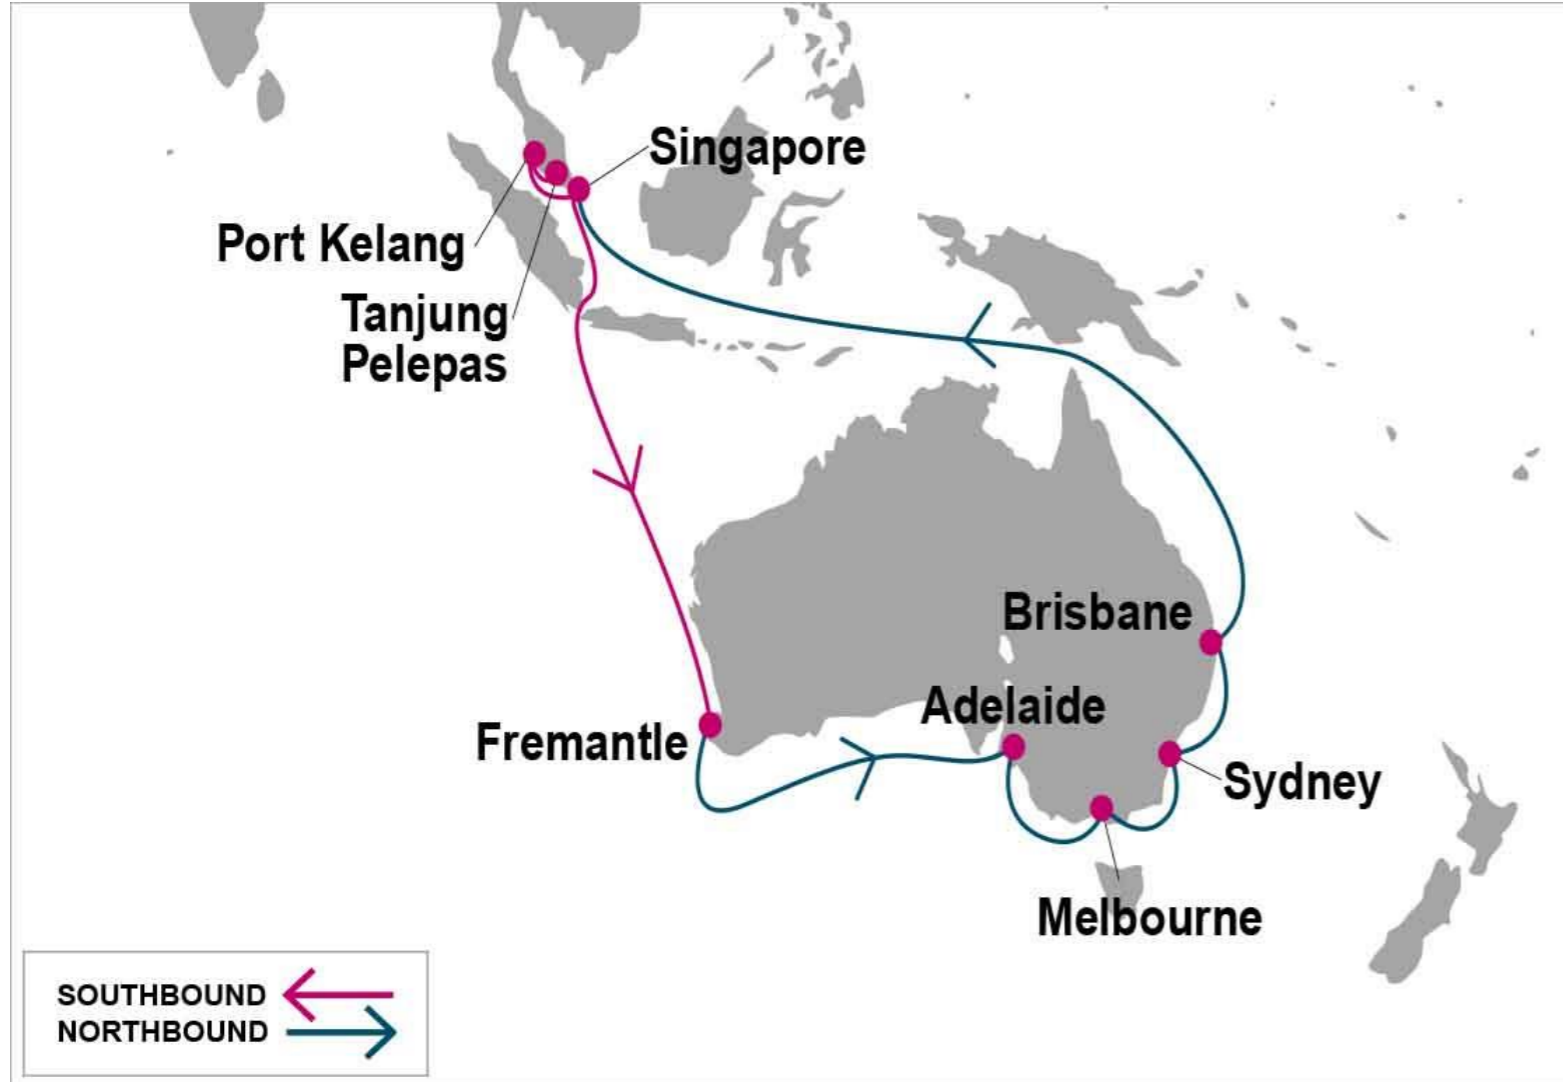 Singapore
Port Kelang
Tanjung
Pelepas
Brisbane
Adelaide
Fremantle
Sydney
Melbourne
SOUTHBOUND
NORTHBOUND